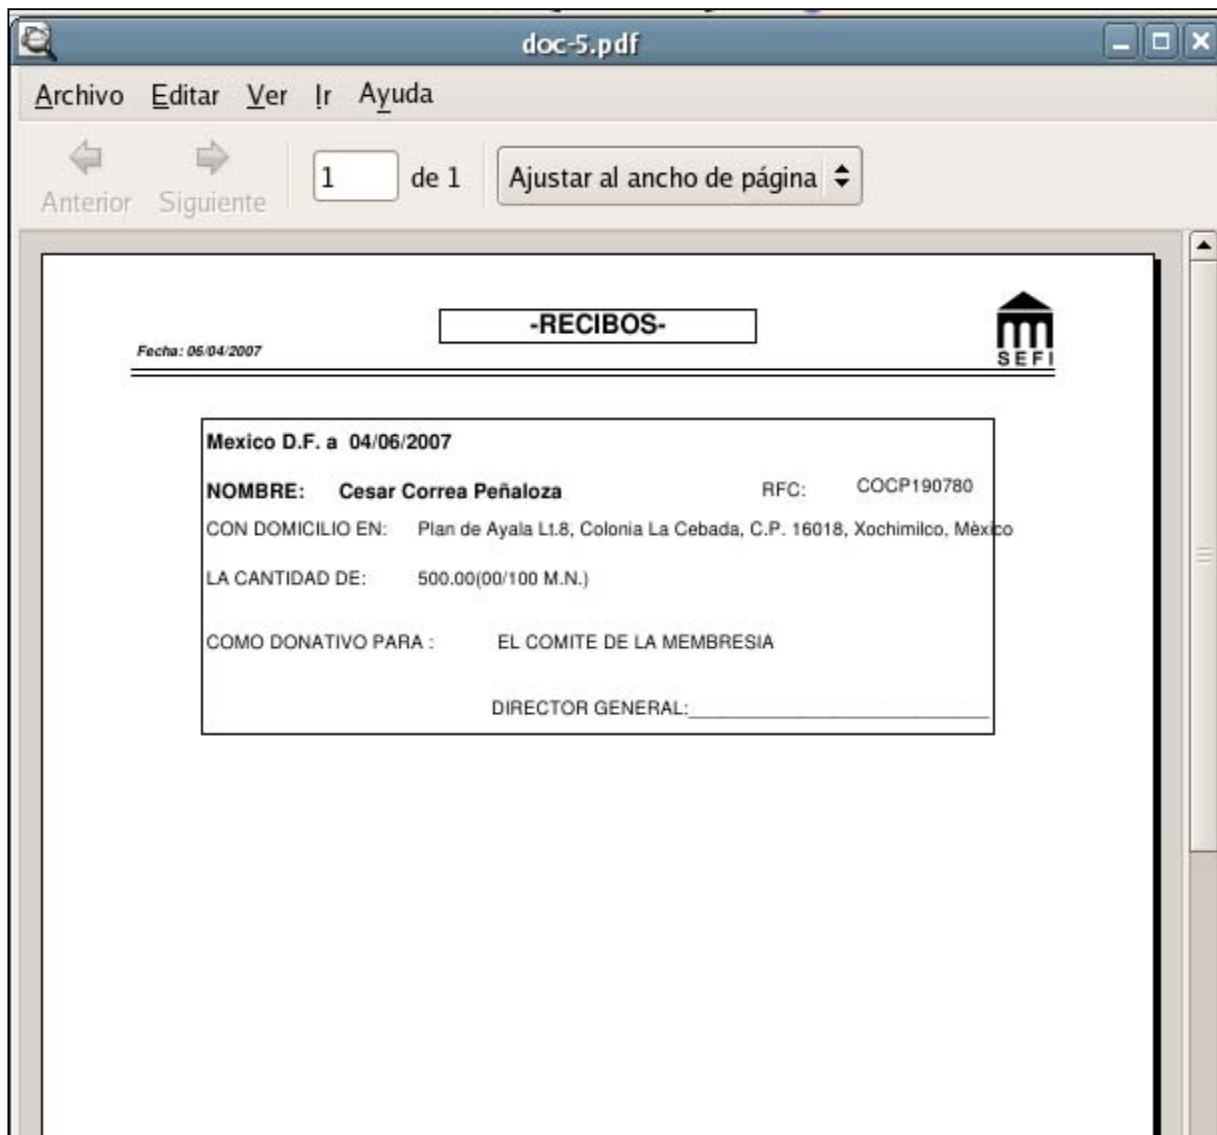 doc-5.pdf
Archivo Editar Ver Ir Ayuda
Anterior Siguiente 1 de 1 Ajustar al ancho de página
-RECIBOS-
Fecha: 06/04/2007
SEFI
Mexico D.F. a 04/06/2007
NOMBRE: Cesar Correa Peñaloza RFC: COCP190780
CON DOMICILIO EN: Plan de Ayala Lt.8, Colonia La Cebada, C.P. 16018, Xochimilco, Mèxico
LA CANTIDAD DE: 500.00(00/100 M.N.)
COMO DONATIVO PARA : EL COMITE DE LA MEMBRESIA
DIRECTOR GENERAL: